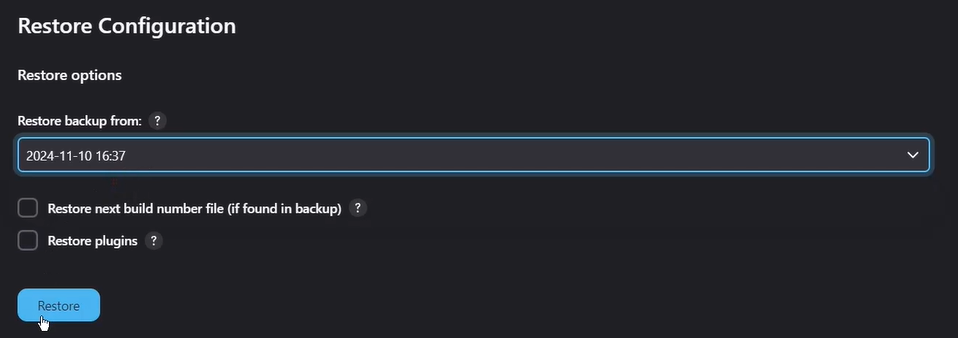 Restore Configuration
Restore options
Restore backup from: ?
2024-11-10 16:37
Restore next build number file (if found in backup) ?
Restore plugins ?
Restore